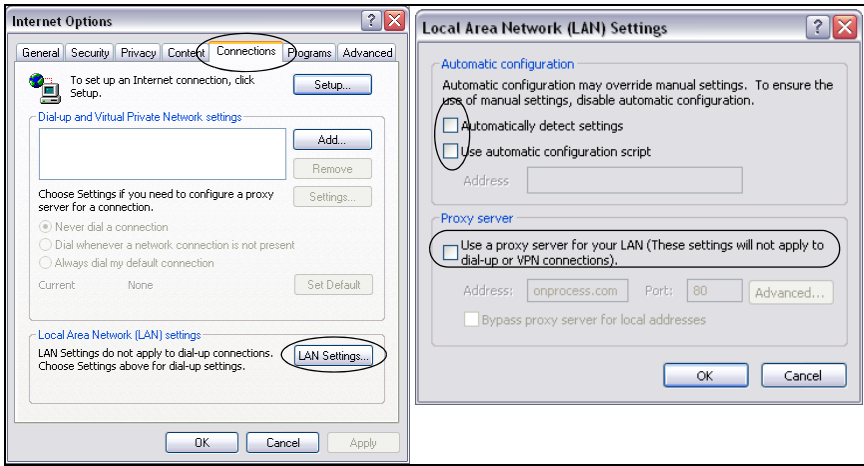 Internet Options
General Security Privacy Content Connections Programs Advanced
To set up an Internet connection, click
Setup.
Setup...
Dial-up and Virtual Private Network settings
Add...
Remove
Choose Settings if you need to configure a proxy
server for a connection.
Settings...
Never dial a connection
Dial whenever a network connection is not present
Always dial my default connection
Current None
Set Default
Local Area Network (LAN) settings
LAN Settings do not apply to dial-up connections.
Choose Settings above for dial-up settings.
LAN Settings...
OK Cancel Apply
Local Area Network (LAN) Settings
Automatic configuration
Automatic configuration may override manual settings. To ensure the
use of manual settings, disable automatic configuration.
Automatically detect settings
Use automatic configuration script
Address
Proxy server
Use a proxy server for your LAN (These settings will not apply to
dial-up or VPN connections).
Address: onprocess.com Port: 80 Advanced...
Bypass proxy server for local addresses
OK Cancel